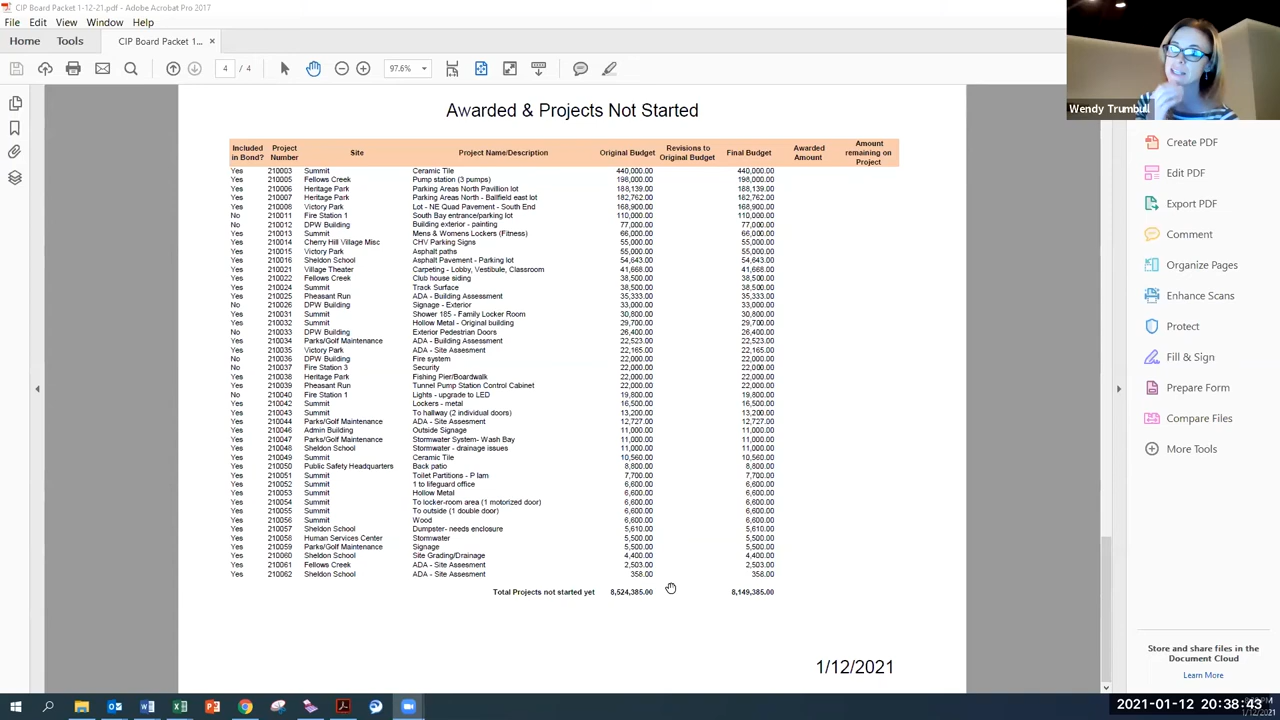 CIP Board Packet 1-12-21.pdf - Adobe Acrobat Pro 2017
File Edit View Window Help
Home Tools CIP Board Packet 1... ×
4 / 4 97.6%
Wendy Trumbull
Awarded & Projects Not Started
Included in Bond? Project Number Site Project Name/Description Original Budget Revisions to Original Budget Final Budget Awarded Amount Amount remaining on Project
Yes 210003 Summit Ceramic Tile 440,000.00 440,000.00
Yes 210005 Fellows Creek Pump station (3 pumps) 198,000.00 198,000.00
Yes 210006 Heritage Park Parking Areas North Pavillion lot 188,139.00 188,139.00
Yes 210007 Heritage Park Parking Areas North - Ballfield east lot 182,762.00 182,762.00
Yes 210008 Victory Park Lot - NE Quad Pavement - South End 168,900.00 168,900.00
No 210011 Fire Station 1 South Bay entrance/parking lot 110,000.00 110,000.00
No 210012 DPW Building Building exterior - painting 77,000.00 77,000.00
Yes 210013 Summit Mens & Womens Lockers (Fitness) 66,000.00 66,000.00
Yes 210014 Cherry Hill Village Misc CHV Parking Signs 55,000.00 55,000.00
Yes 210015 Victory Park Asphalt paths 55,000.00 55,000.00
Yes 210016 Sheldon School Asphalt Pavement - Parking lot 54,643.00 54,643.00
Yes 210021 Village Theater Carpeting - Lobby, Vestibule, Classroom 41,668.00 41,668.00
Yes 210022 Fellows Creek Club house siding 38,500.00 38,500.00
Yes 210024 Summit Track Surface 38,500.00 38,500.00
Yes 210025 Pheasant Run ADA - Building Assessment 35,333.00 35,333.00
No 210026 DPW Building Signage - Exterior 33,000.00 33,000.00
Yes 210031 Summit Shower 185 - Family Locker Room 30,800.00 30,800.00
Yes 210032 Summit Hollow Metal - Original building 29,700.00 29,700.00
No 210033 DPW Building Exterior Pedestrian Doors 26,400.00 26,400.00
Yes 210034 Parks/Golf Maintenance ADA - Building Assessment 22,523.00 22,523.00
Yes 210035 Victory Park ADA - Site Assesment 22,165.00 22,165.00
No 210036 DPW Building Fire system 22,000.00 22,000.00
No 210037 Fire Station 3 Security 22,000.00 22,000.00
Yes 210038 Heritage Park Fishing Pier/Boardwalk 22,000.00 22,000.00
Yes 210039 Pheasant Run Tunnel Pump Station Control Cabinet 22,000.00 22,000.00
No 210040 Fire Station 1 Lights - upgrade to LED 19,800.00 19,800.00
Yes 210042 Summit Lockers - metal 16,500.00 16,500.00
Yes 210043 Summit To hallway (2 individual doors) 13,200.00 13,200.00
Yes 210044 Parks/Golf Maintenance ADA - Site Assesment 12,727.00 12,727.00
Yes 210046 Admin Building Outside Signage 11,000.00 11,000.00
Yes 210047 Parks/Golf Maintenance Stormwater System- Wash Bay 11,000.00 11,000.00
Yes 210048 Sheldon School Stormwater - drainage issues 11,000.00 11,000.00
Yes 210049 Summit Ceramic Tile 10,560.00 10,560.00
Yes 210050 Public Safety Headquarters Back patio 8,800.00 8,800.00
Yes 210051 Summit Toilet Partitions - P lam 7,700.00 7,700.00
Yes 210052 Summit 1 to lifeguard office 6,600.00 6,600.00
Yes 210053 Summit Hollow Metal 6,600.00 6,600.00
Yes 210054 Summit To locker-room area (1 motorized door) 6,600.00 6,600.00
Yes 210055 Summit To outside (1 double door) 6,600.00 6,600.00
Yes 210056 Summit Wood 6,600.00 6,600.00
Yes 210057 Sheldon School Dumpster- needs enclosure 5,610.00 5,610.00
Yes 210058 Human Services Center Stormwater 5,500.00 5,500.00
Yes 210059 Parks/Golf Maintenance Signage 5,500.00 5,500.00
Yes 210060 Sheldon School Site Grading/Drainage 4,400.00 4,400.00
Yes 210061 Fellows Creek ADA - Site Assesment 2,503.00 2,503.00
Yes 210062 Sheldon School ADA - Site Assesment 358.00 358.00
Total Projects not started yet 8,524,385.00 8,149,385.00
1/12/2021
Create PDF
Edit PDF
Export PDF
Comment
Organize Pages
Enhance Scans
Protect
Fill & Sign
Prepare Form
Compare Files
More Tools
Store and share files in the
Document Cloud
Learn More
2021-01-12 20:38:43